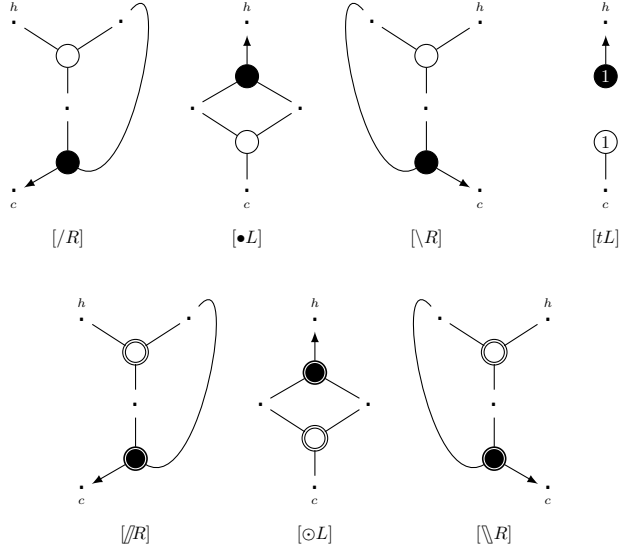 h h h h
1
1
c c c c
[/R] [•L] [\R] [tL]
h h h
c c c
[⫽R] [⊙L] [⑊R]